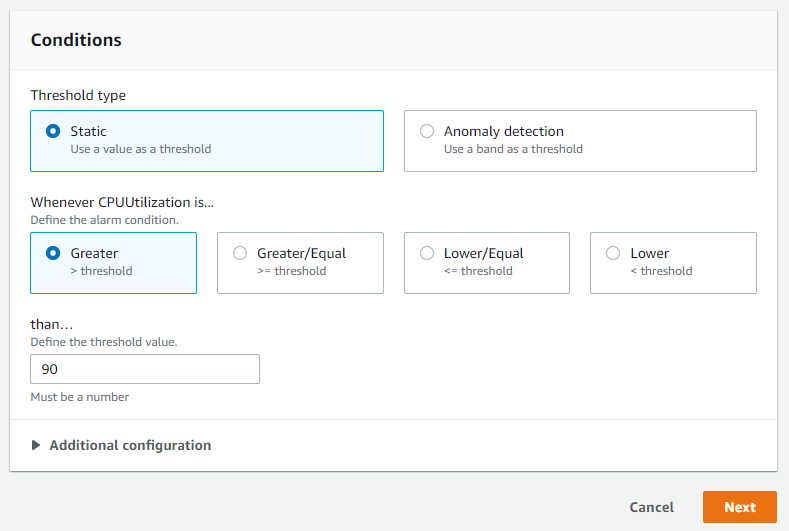 Conditions
Threshold type
Static
Use a value as a threshold
Anomaly detection
Use a band as a threshold
Whenever CPUUtilization is...
Define the alarm condition.
Greater
> threshold
Greater/Equal
>= threshold
Lower/Equal
<= threshold
Lower
< threshold
than…
Define the threshold value.
90
Must be a number
Additional configuration
Cancel
Next